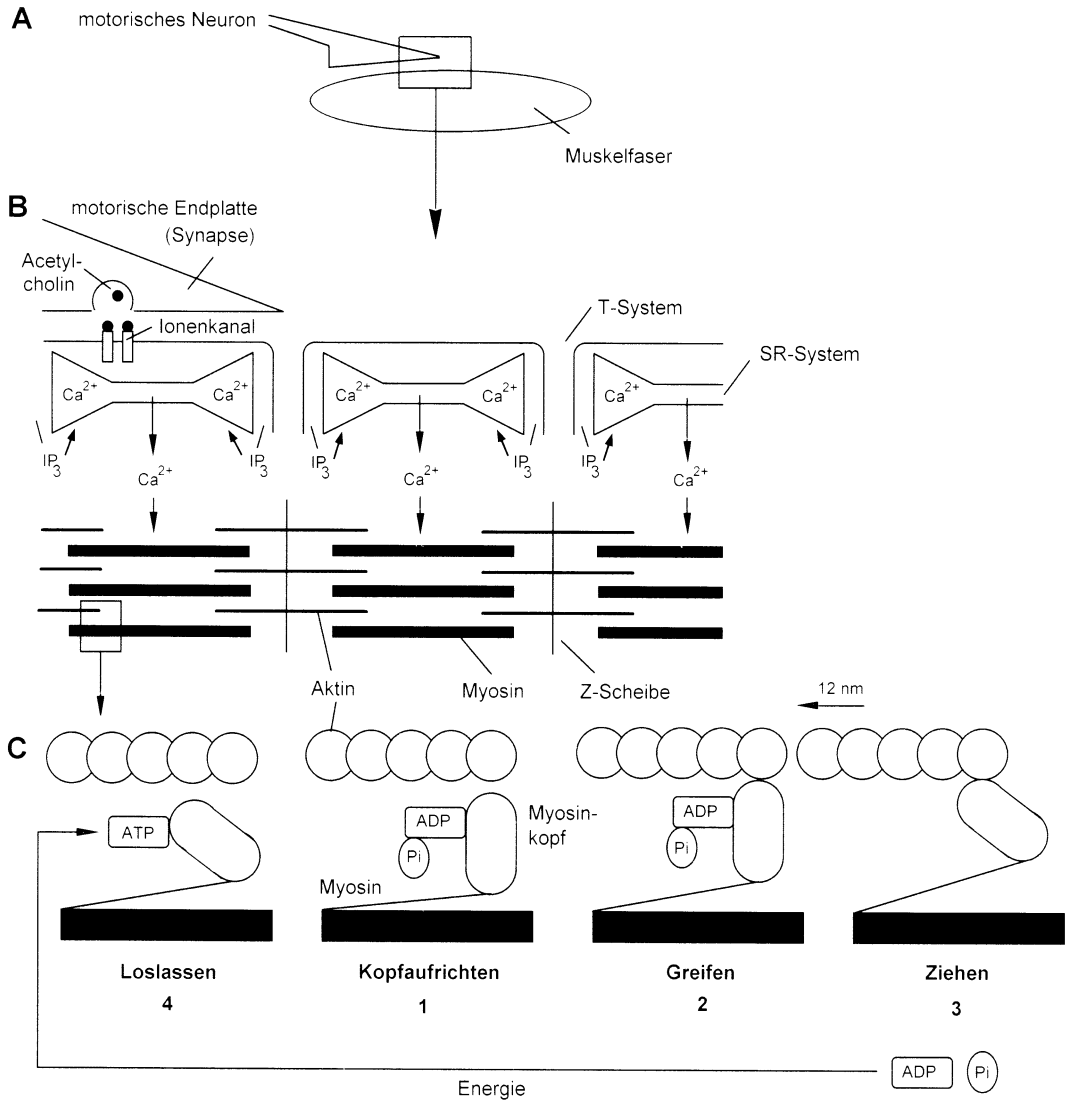 A
motorisches Neuron
Muskelfaser
B
motorische Endplatte
(Synapse)
Acetyl-
cholin
Ionenkanal
T-System
SR-System
Ca²⁺ Ca²⁺ Ca²⁺ Ca²⁺ Ca²⁺
IP₃ IP₃ IP₃ IP₃ IP₃
Ca²⁺ Ca²⁺ Ca²⁺
Aktin Myosin Z-Scheibe
12 nm
C
ATP
ADP
Pi
Myosin-
kopf
ADP
Pi
Myosin
Loslassen Kopfaufrichten Greifen Ziehen
4 1 2 3
ADP Pi
Energie